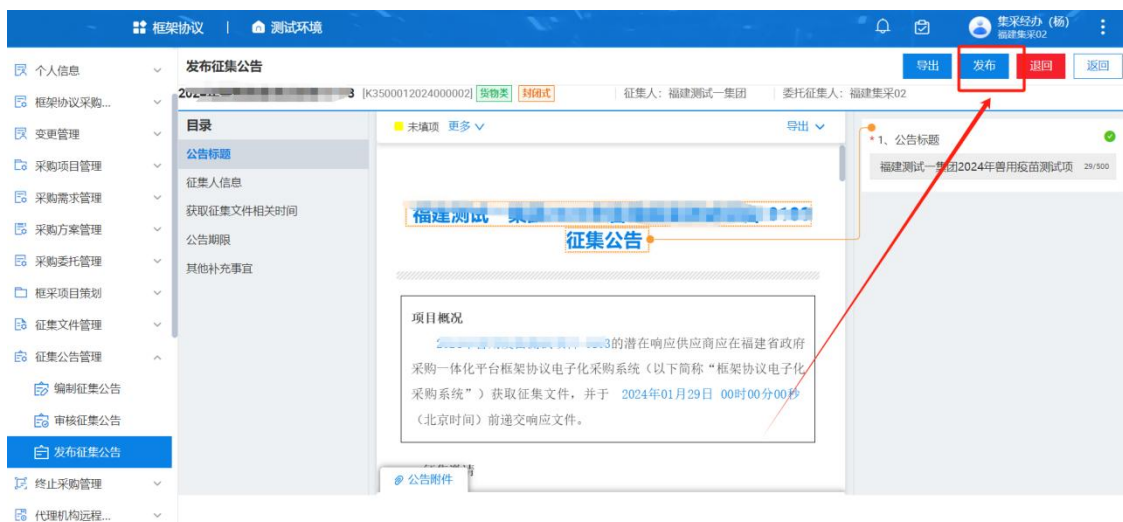 框架协议 | 测试环境
集采经办（杨）
福建集采02
个人信息
框架协议采购...
变更管理
采购项目管理
采购需求管理
采购方案管理
采购委托管理
框采项目策划
征集文件管理
征集公告管理
编制征集公告
审核征集公告
发布征集公告
终止采购管理
代理机构远程...
发布征集公告
导出 发布 退回 返回
3 [K3500012024000002] 货物类 封闭式 征集人：福建测试一集团 委托征集人：福建集采02
目录
公告标题
征集人信息
获取征集文件相关时间
公告期限
其他补充事宜
未填项 更多 导出
征集公告
项目概况
的潜在响应供应商应在福建省政府
采购一体化平台框架协议电子化采购系统（以下简称“框架协议电子化
采购系统”）获取征集文件，并于 2024年01月29日 00时00分00秒
（北京时间）前递交响应文件。
公告附件
* 1、公告标题
福建测试一集团2024年兽用疫苗测试项 29/500